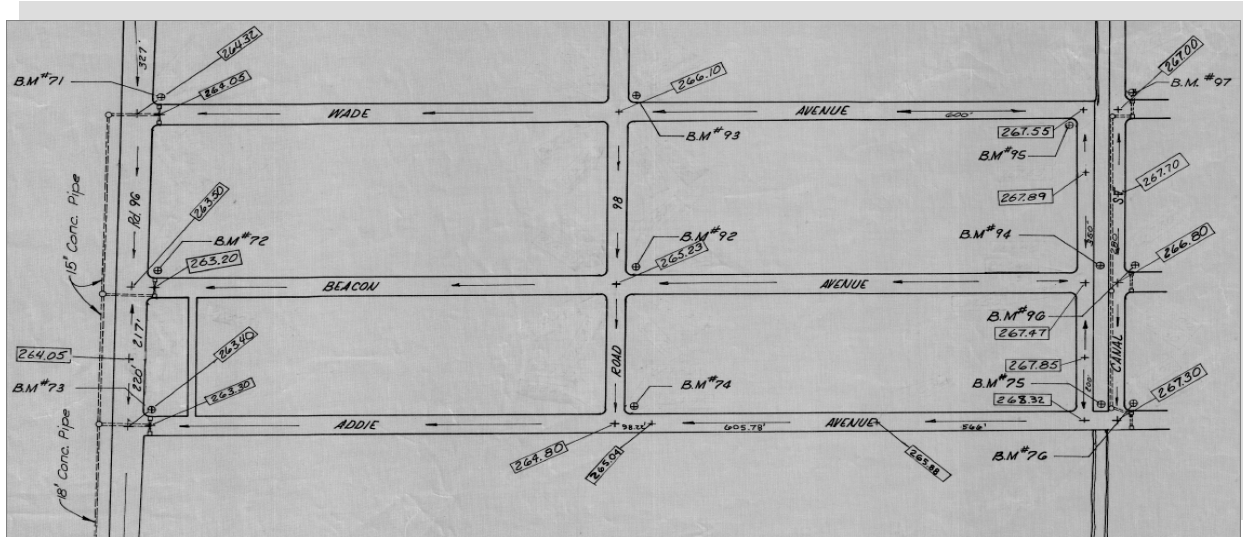 327'
264.32
B.M#71
264.05
266.10
267.00
B.M. #97
WADE
AVENUE
600'
B.M#93
267.55
B.M#95
15" Conc. Pipe
Rd. 96
263.50
98
267.89
267.70
ST.
B.M#72
263.20
B.M#92
265.23
B.M#94
380'
680'
266.80
BEACON
AVENUE
B.M#96
267.47
217'
264.05
220'
263.40
ROAD
267.85
CANAL
B.M#73
263.30
B.M#74
B.M#75
200'
268.32
267.30
18" Conc. Pipe
ADDIE
98.22'
605.78'
AVENUE
566'
264.80
265.04
265.88
B.M#76